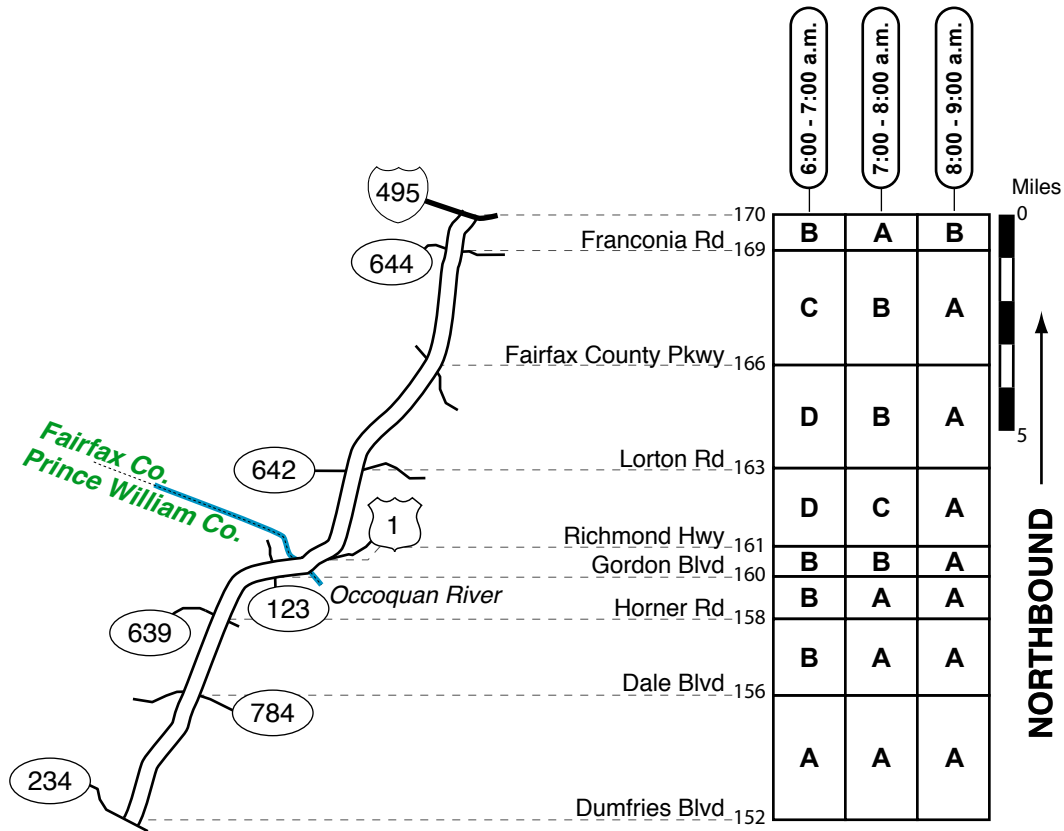 6:00 - 7:00 a.m.
7:00 - 8:00 a.m.
8:00 - 9:00 a.m.
Miles
495
170
0
B A B
Franconia Rd
169
644
C B A
Fairfax County Pkwy
166
D B A
5
Fairfax Co.
Prince William Co.
642
Lorton Rd
163
1
D C A
Richmond Hwy
161
Gordon Blvd
B B A
160
123
Occoquan River
B A A
Horner Rd
158
639
B A A
Dale Blvd
156
784
NORTHBOUND
234
A A A
Dumfries Blvd
152